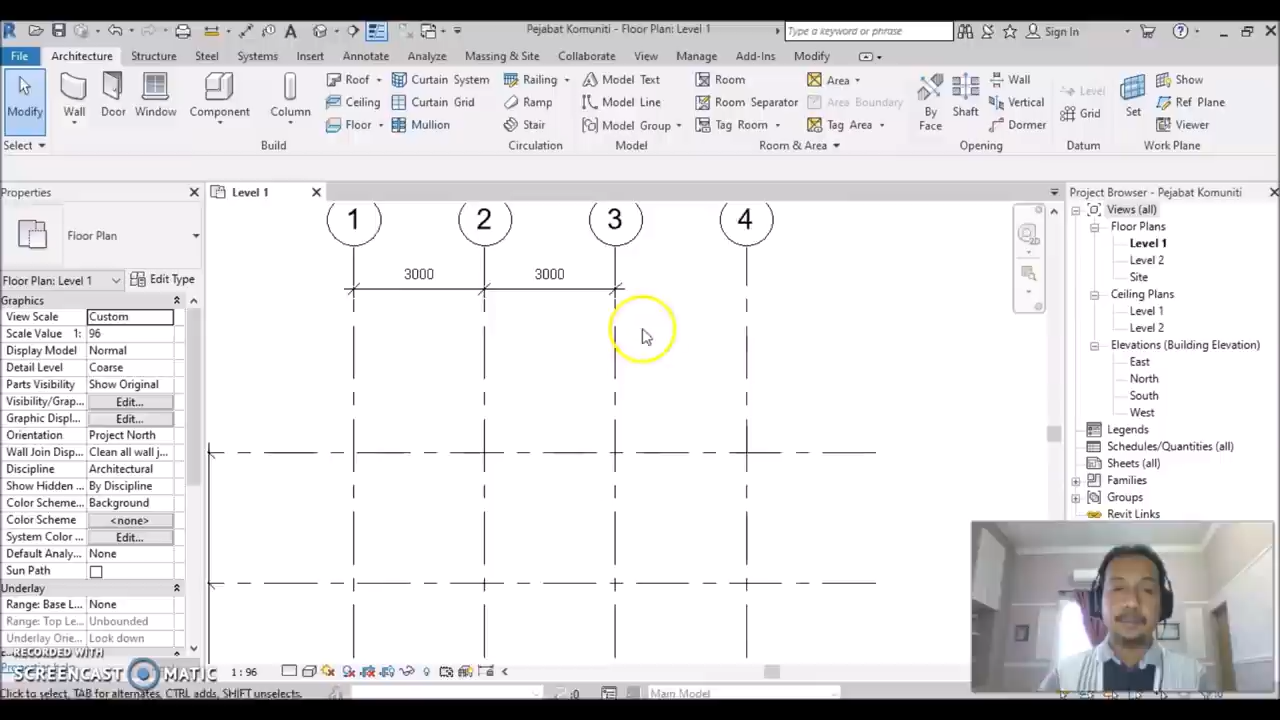 Pejabat Komuniti - Floor Plan: Level 1
Type a keyword or phrase
Sign In
File Architecture Structure Steel Systems Insert Annotate Analyze Massing & Site Collaborate View Manage Add-Ins Modify
Modify Wall Door Window Component Column
Roof
Ceiling
Floor
Curtain System
Curtain Grid
Mullion
Railing
Ramp
Stair
Model Text
Model Line
Model Group
Room
Room Separator
Tag Room
Area
Area Boundary
Tag Area
By Face
Shaft
Wall
Vertical
Dormer
Level
Grid
Set
Show
Ref Plane
Viewer
Select Build Circulation Model Room & Area Opening Datum Work Plane
Properties
Floor Plan
Floor Plan: Level 1 Edit Type
Graphics
View Scale Custom
Scale Value 1: 96
Display Model Normal
Detail Level Coarse
Parts Visibility Show Original
Visibility/Grap... Edit...
Graphic Displ... Edit...
Orientation Project North
Wall Join Disp... Clean all wall j...
Discipline Architectural
Show Hidden ... By Discipline
Color Scheme... Background
Color Scheme <none>
System Color ... Edit...
Default Analy... None
Sun Path
Underlay
Range: Base L... None
Range: Top Le... Unbounded
Underlay Orie... Look down
Level 1
1 2 3 4
3000 3000
2D
Project Browser - Pejabat Komuniti
Views (all)
Floor Plans
Level 1
Level 2
Site
Ceiling Plans
Level 1
Level 2
Elevations (Building Elevation)
East
North
South
West
Legends
Schedules/Quantities (all)
Sheets (all)
Families
Groups
Revit Links
RECORDED WITH
SCREENCAST MATIC
1 : 96
Click to select, TAB for alternates, CTRL adds, SHIFT unselects.
:0
Main Model